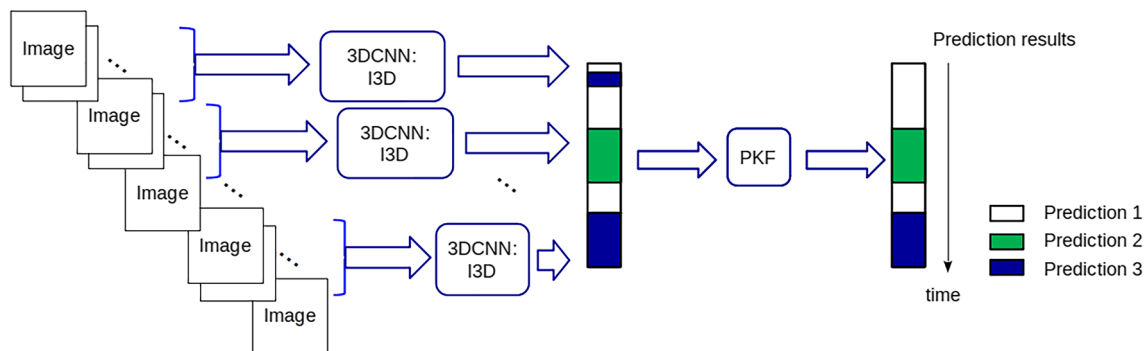 Image
Image
Image
Image
Image
3DCNN:
I3D
3DCNN:
I3D
3DCNN:
I3D
PKF
Prediction results
time
Prediction 1
Prediction 2
Prediction 3